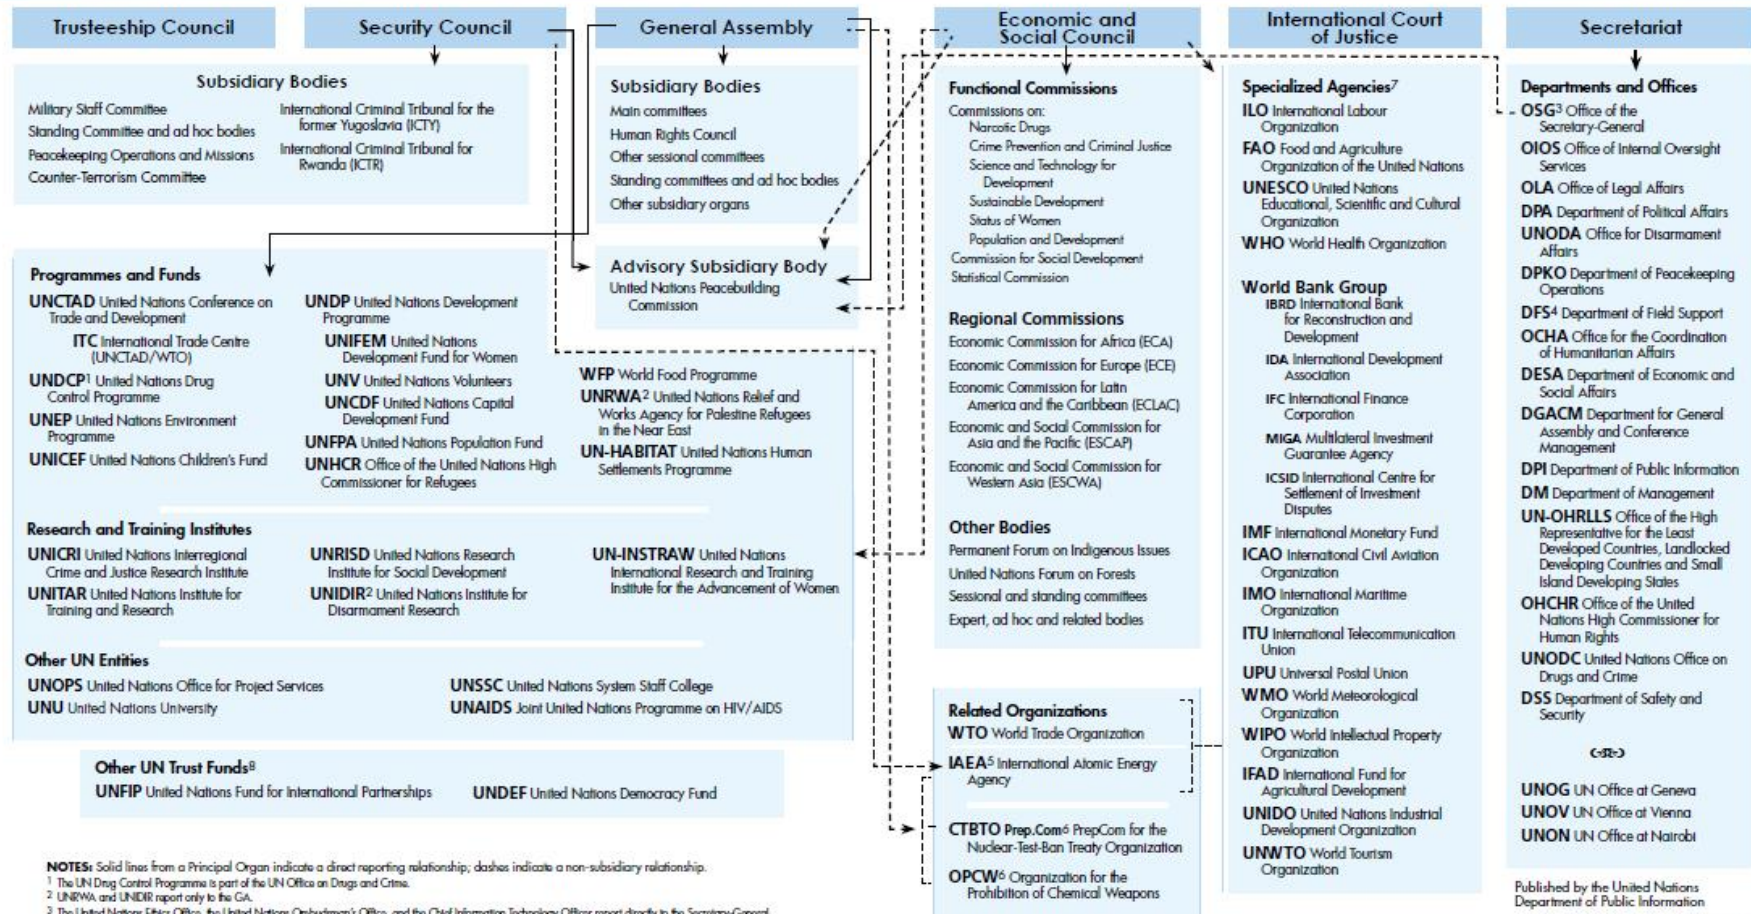 Trusteeship Council
Security Council
General Assembly
Economic and
Social Council
International Court
of Justice
Secretariat
Subsidiary Bodies
Military Staff Committee
Standing Committee and ad hoc bodies
Peacekeeping Operations and Missions
Counter-Terrorism Committee
International Criminal Tribunal for the
former Yugoslavia (ICTY)
International Criminal Tribunal for
Rwanda (ICTR)
Subsidiary Bodies
Main committees
Human Rights Council
Other sessional committees
Standing committees and ad hoc bodies
Other subsidiary organs
Advisory Subsidiary Body
United Nations Peacebuilding
Commission
Programmes and Funds
UNCTAD United Nations Conference on
Trade and Development
ITC International Trade Centre
(UNCTAD/WTO)
UNDCP1 United Nations Drug
Control Programme
UNEP United Nations Environment
Programme
UNICEF United Nations Children's Fund
UNDP United Nations Development
Programme
UNIFEM United Nations
Development Fund for Women
UNV United Nations Volunteers
UNCDF United Nations Capital
Development Fund
UNFPA United Nations Population Fund
UNHCR Office of the United Nations High
Commissioner for Refugees
WFP World Food Programme
UNRWA2 United Nations Relief and
Works Agency for Palestine Refugees
in the Near East
UN-HABITAT United Nations Human
Settlements Programme
Research and Training Institutes
UNICRI United Nations Interregional
Crime and Justice Research Institute
UNITAR United Nations Institute for
Training and Research
UNRISD United Nations Research
Institute for Social Development
UNIDIR2 United Nations Institute for
Disarmament Research
UN-INSTRAW United Nations
International Research and Training
Institute for the Advancement of Women
Other UN Entities
UNOPS United Nations Office for Project Services
UNU United Nations University
UNSSC United Nations System Staff College
UNAIDS Joint United Nations Programme on HIV/AIDS
Other UN Trust Funds8
UNFIP United Nations Fund for International Partnerships
UNDEF United Nations Democracy Fund
Functional Commissions
Commissions on:
Narcotic Drugs
Crime Prevention and Criminal Justice
Science and Technology for
Development
Sustainable Development
Status of Women
Population and Development
Commission for Social Development
Statistical Commission
Regional Commissions
Economic Commission for Africa (ECA)
Economic Commission for Europe (ECE)
Economic Commission for Latin
America and the Caribbean (ECLAC)
Economic and Social Commission for
Asia and the Pacific (ESCAP)
Economic and Social Commission for
Western Asia (ESCWA)
Other Bodies
Permanent Forum on Indigenous Issues
United Nations Forum on Forests
Sessional and standing committees
Expert, ad hoc and related bodies
Related Organizations
WTO World Trade Organization
IAEA5 International Atomic Energy
Agency
CTBTO Prep.Com6 PrepCom for the
Nuclear-Test-Ban Treaty Organization
OPCW6 Organization for the
Prohibition of Chemical Weapons
Specialized Agencies7
ILO International Labour
Organization
FAO Food and Agriculture
Organization of the United Nations
UNESCO United Nations
Educational, Scientific and Cultural
Organization
WHO World Health Organization
World Bank Group
IBRD International Bank
for Reconstruction and
Development
IDA International Development
Association
IFC International Finance
Corporation
MIGA Multilateral Investment
Guarantee Agency
ICSID International Centre for
Settlement of Investment
Disputes
IMF International Monetary Fund
ICAO International Civil Aviation
Organization
IMO International Maritime
Organization
ITU International Telecommunication
Union
UPU Universal Postal Union
WMO World Meteorological
Organization
WIPO World Intellectual Property
Organization
IFAD International Fund for
Agricultural Development
UNIDO United Nations Industrial
Development Organization
UNWTO World Tourism
Organization
Departments and Offices
OSG3 Office of the
Secretary-General
OIOS Office of Internal Oversight
Services
OLA Office of Legal Affairs
DPA Department of Political Affairs
UNODA Office for Disarmament
Affairs
DPKO Department of Peacekeeping
Operations
DFS4 Department of Field Support
OCHA Office for the Coordination
of Humanitarian Affairs
DESA Department of Economic and
Social Affairs
DGACM Department for General
Assembly and Conference
Management
DPI Department of Public Information
DM Department of Management
UN-OHRLLS Office of the High
Representative for the Least
Developed Countries, Landlocked
Developing Countries and Small
Island Developing States
OHCHR Office of the United
Nations High Commissioner for
Human Rights
UNODC United Nations Office on
Drugs and Crime
DSS Department of Safety and
Security
UNOG UN Office at Geneva
UNOV UN Office at Vienna
UNON UN Office at Nairobi
NOTES: Solid lines from a Principal Organ indicate a direct reporting relationship; dashes indicate a non-subsidiary relationship.
1 The UN Drug Control Programme is part of the UN Office on Drugs and Crime.
2 UNRWA and UNIDIR report only to the GA.
3 The United Nations Ethics Office, the United Nations Ombudsman's Office, and the Chief Information Technology Officer report directly to the Secretary-General.
Published by the United Nations
Department of Public Information